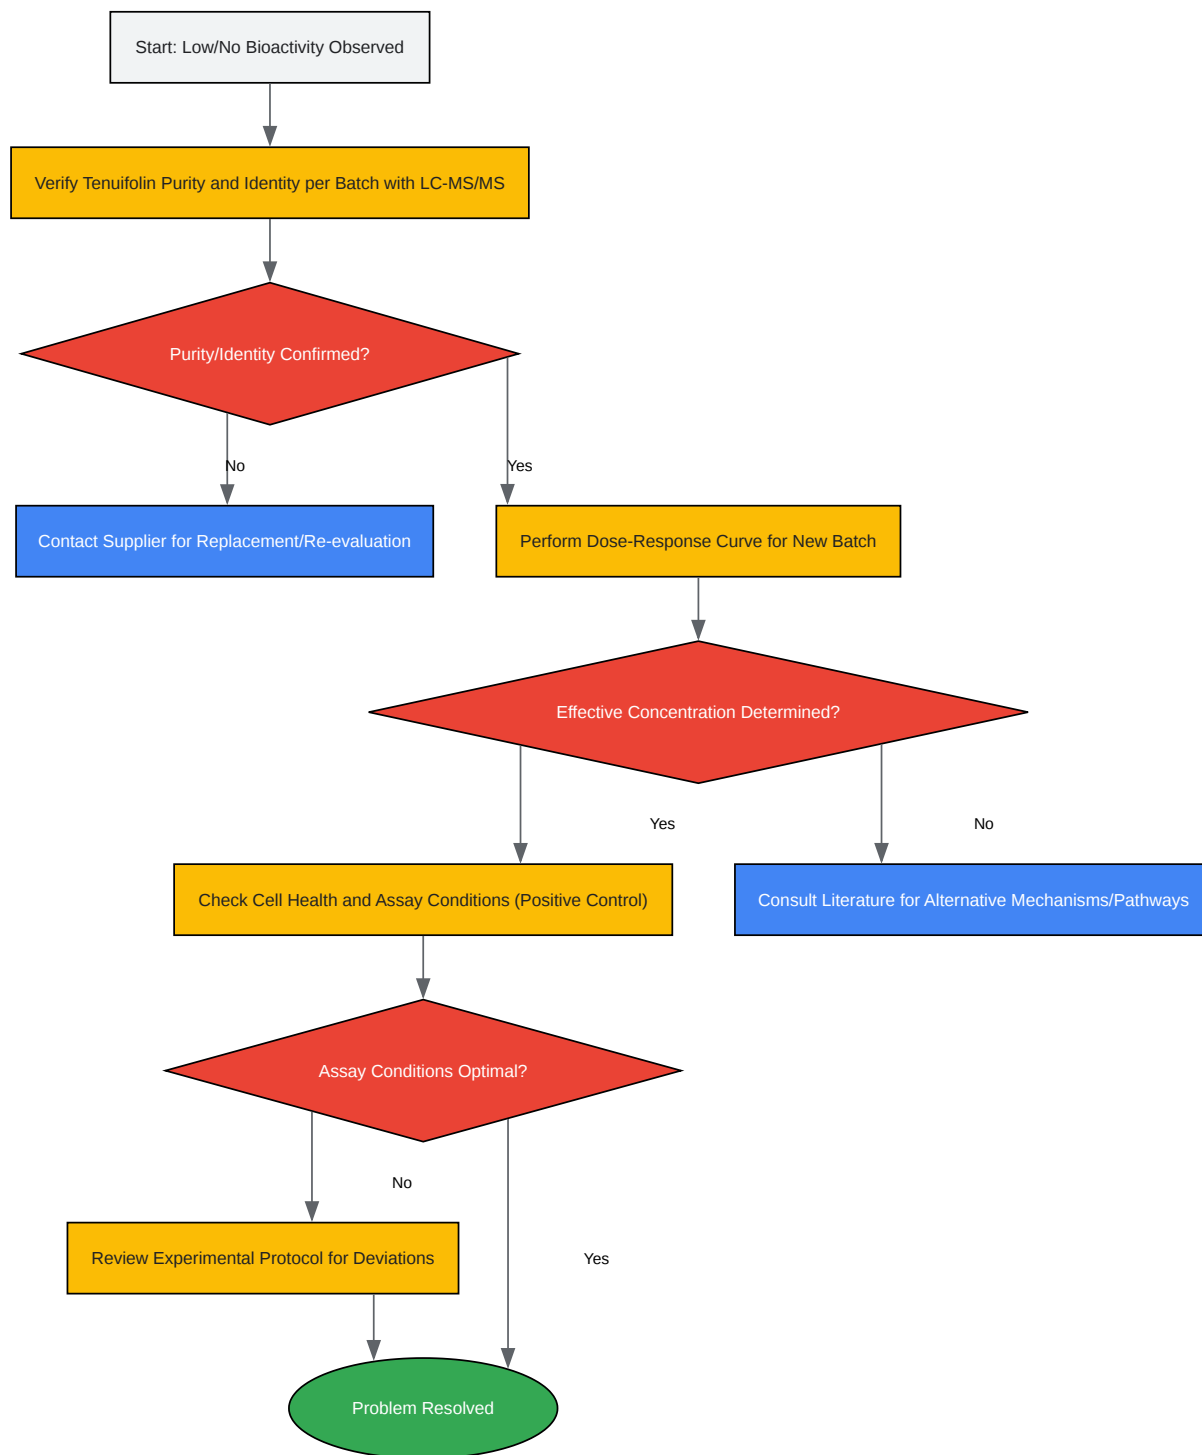 Start: Low/No Bioactivity Observed
Verify Tenuifolin Purity and Identity per Batch with LC-MS/MS
Purity/Identity Confirmed?
No
Yes
Contact Supplier for Replacement/Re-evaluation
Perform Dose-Response Curve for New Batch
Effective Concentration Determined?
Yes
No
Check Cell Health and Assay Conditions (Positive Control)
Consult Literature for Alternative Mechanisms/Pathways
Assay Conditions Optimal?
No
Review Experimental Protocol for Deviations
Yes
Problem Resolved